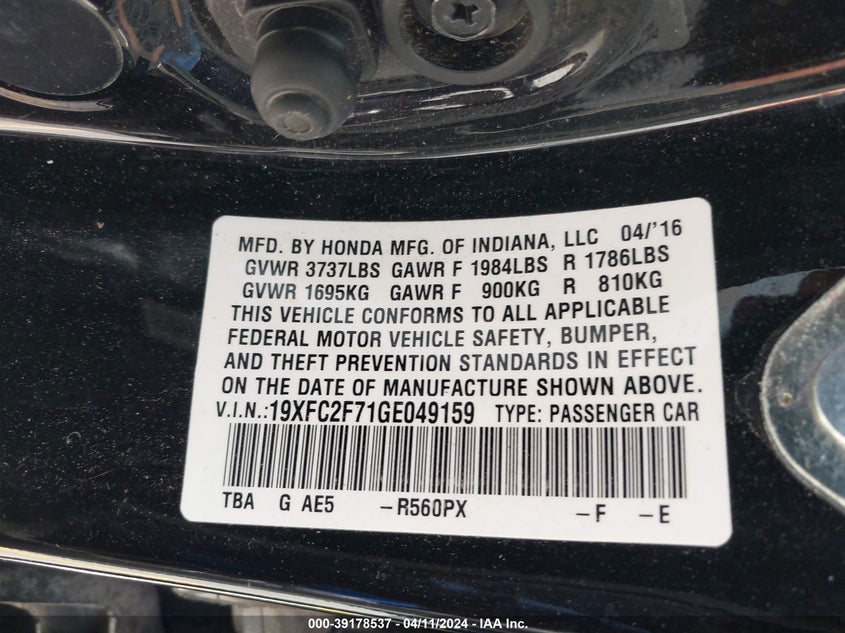 MFD. BY HONDA MFG. OF INDIANA, LLC 04/'16
GVWR 3737LBS GAWR F 1984LBS R 1786LBS
GVWR 1695KG GAWR F 900KG R 810KG
THIS VEHICLE CONFORMS TO ALL APPLICABLE
FEDERAL MOTOR VEHICLE SAFETY, BUMPER,
AND THEFT PREVENTION STANDARDS IN EFFECT
ON THE DATE OF MANUFACTURE SHOWN ABOVE.
V.I.N.:19XFC2F71GE049159 TYPE: PASSENGER CAR
TBA G AE5 –R560PX –F –E
000-39178537 - 04/11/2024 - IAA Inc.